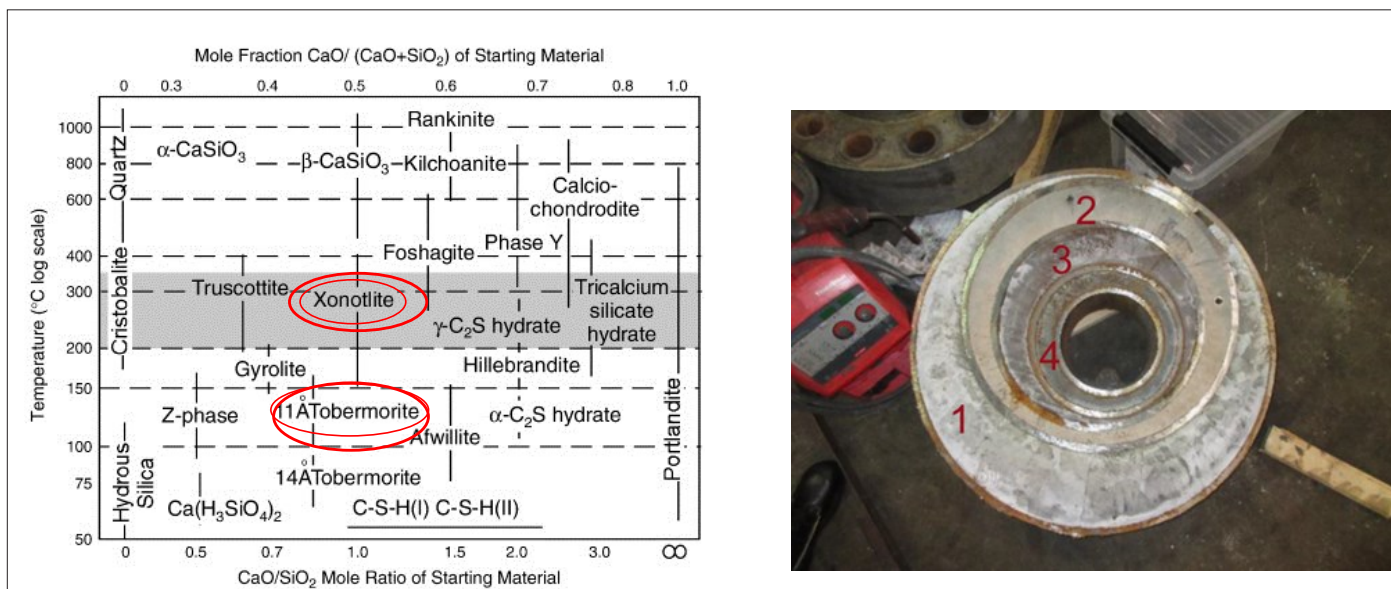 Mole Fraction CaO/ (CaO+SiO₂) of Starting Material
0 0.3 0.4 0.5 0.6 0.7 0.8 1.0
Temperature (°C log scale)
1000
800
600
400
300
200
150
100
75
50
Quartz
Cristobalite
Hydrous Silica
Rankinite
α-CaSiO₃
β-CaSiO₃
Kilchoanite
Calcio-
chondrodite
Phase Y
Foshagite
Truscottite
Xonotlite
Tricalcium
silicate
hydrate
γ-C₂S hydrate
Gyrolite
Hillebrandite
Z-phase
11ÅTobermorite
α-C₂S hydrate
Afwillite
14ÅTobermorite
Ca(H₃SiO₄)₂
C-S-H(I) C-S-H(II)
Portlandite
0 0.5 0.7 1.0 1.5 2.0 3.0 ∞
CaO/SiO₂ Mole Ratio of Starting Material
2
3
4
1